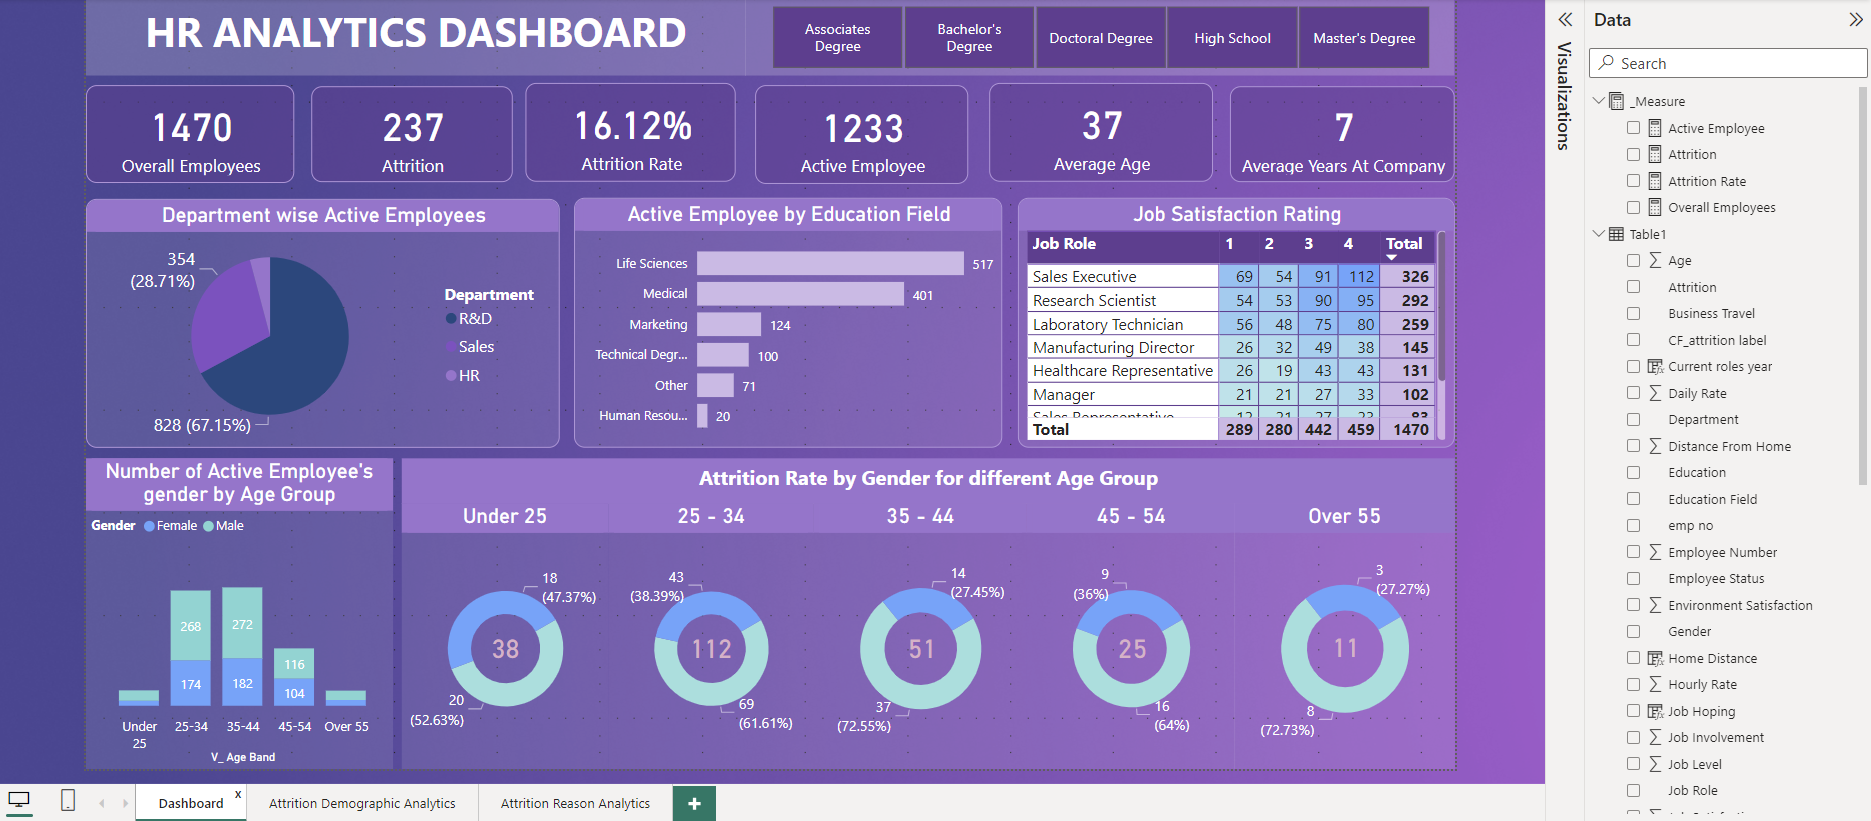 HR ANALYTICS DASHBOARD
Associates
Degree
Bachelor's
Degree
Doctoral Degree
High School
Master's Degree
1470
Overall Employees
237
Attrition
16.12%
Attrition Rate
1233
Active Employee
37
Average Age
7
Average Years At Company
Department wise Active Employees
354
(28.71%)
828 (67.15%)
Department
R&D
Sales
HR
Active Employee by Education Field
Life Sciences 517
Medical 401
Marketing 124
Technical Degr... 100
Other 71
Human Resou... 20
Job Satisfaction Rating
Job Role 1 2 3 4 Total
Sales Executive 69 54 91 112 326
Research Scientist 54 53 90 95 292
Laboratory Technician 56 48 75 80 259
Manufacturing Director 26 32 49 38 145
Healthcare Representative 26 19 43 43 131
Manager 21 21 27 33 102
Sales Representative 12 21 27 23 83
Total 289 280 442 459 1470
Number of Active Employee's
gender by Age Group
Gender Female Male
268
174
272
182
116
104
Under
25
25-34
35-44
45-54
Over 55
V_ Age Band
Attrition Rate by Gender for different Age Group
Under 25
25 - 34
35 - 44
45 - 54
Over 55
18
(47.37%)
38
20
(52.63%)
43
(38.39%)
112
69
(61.61%)
14
(27.45%)
51
37
(72.55%)
9
(36%)
25
16
(64%)
3
(27.27%)
11
8
(72.73%)
Dashboard x
Attrition Demographic Analytics
Attrition Reason Analytics
+
Visualizations
Data
Search
_Measure
Active Employee
Attrition
Attrition Rate
Overall Employees
Table1
Age
Attrition
Business Travel
CF_attrition label
Current roles year
Daily Rate
Department
Distance From Home
Education
Education Field
emp no
Employee Number
Employee Status
Environment Satisfaction
Gender
Home Distance
Hourly Rate
Job Hoping
Job Involvement
Job Level
Job Role